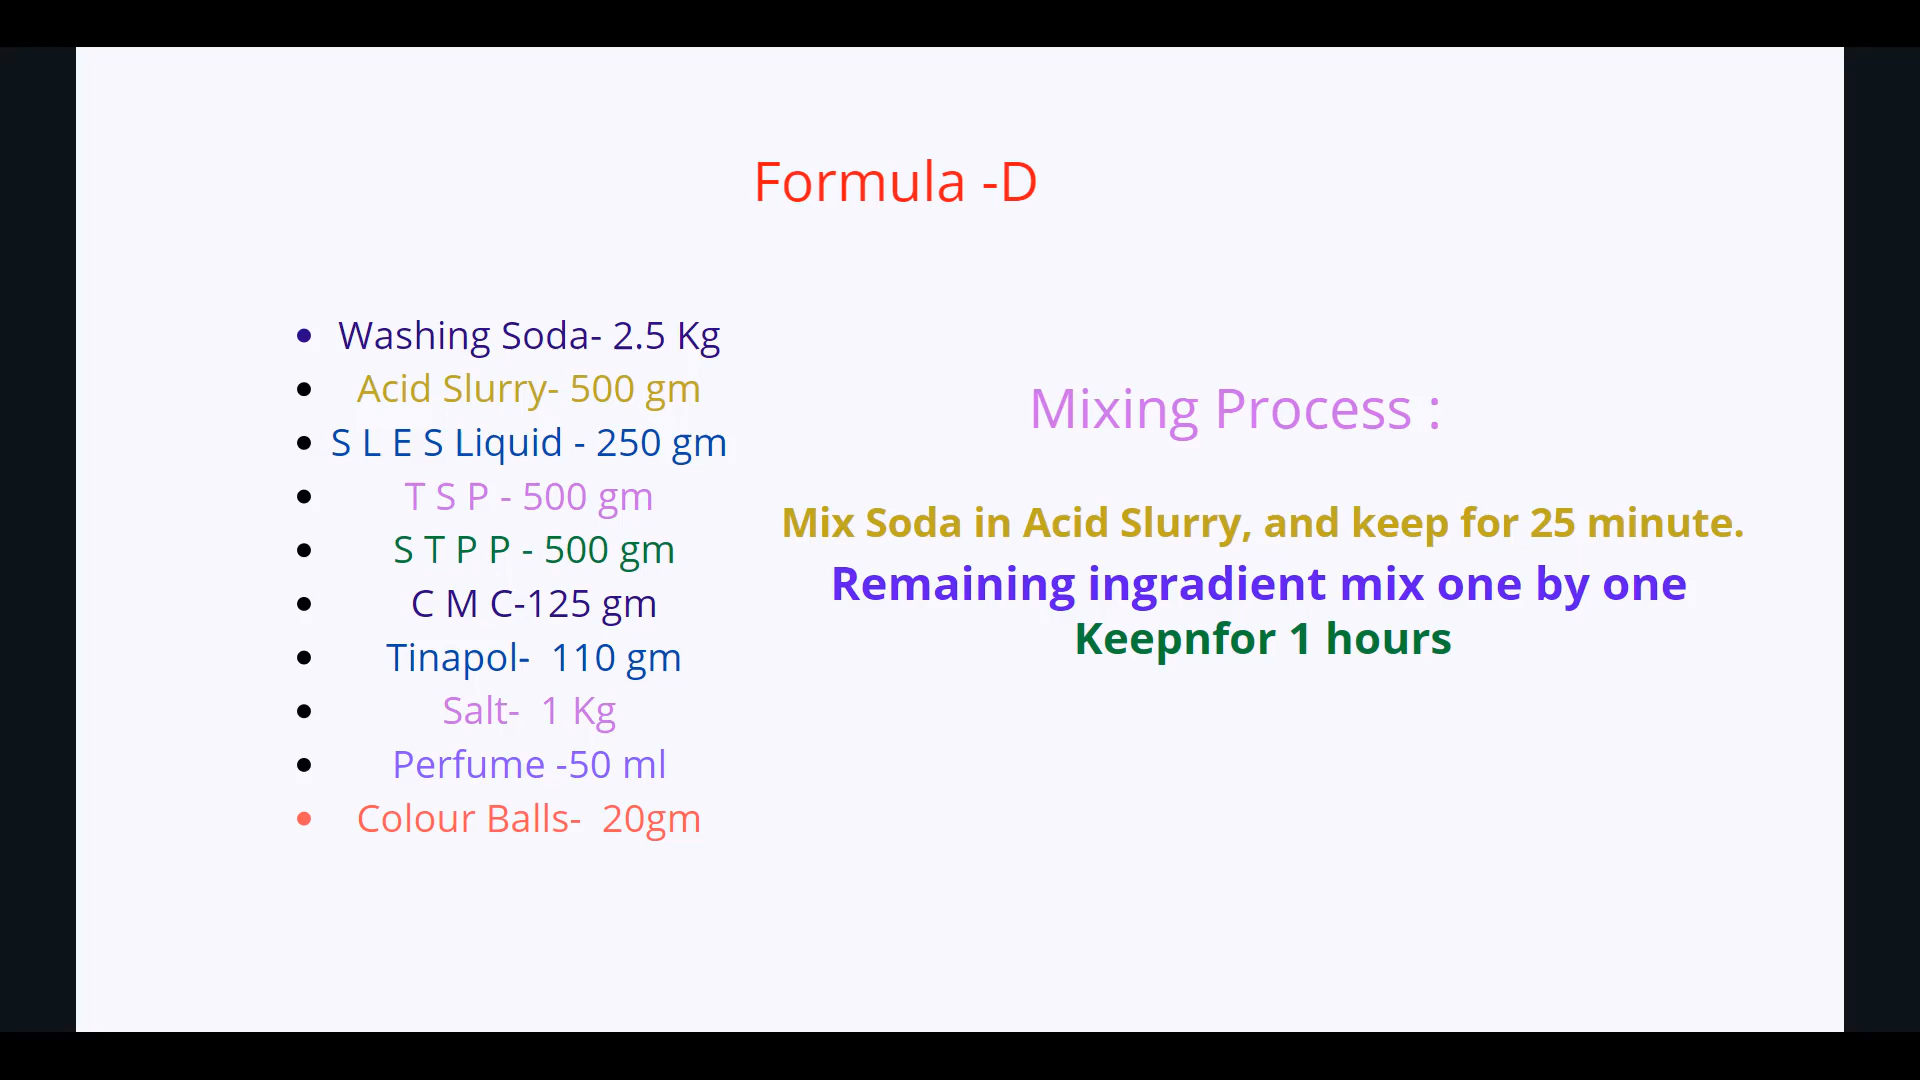 Formula -D
• Washing Soda- 2.5 Kg
• Acid Slurry- 500 gm
• S L E S Liquid - 250 gm
• T S P - 500 gm
• S T P P - 500 gm
• C M C-125 gm
• Tinapol-  110 gm
• Salt-  1 Kg
• Perfume -50 ml
• Colour Balls-  20gm
Mixing Process :
Mix Soda in Acid Slurry, and keep for 25 minute.
Remaining ingradient mix one by one
Keepnfor 1 hours